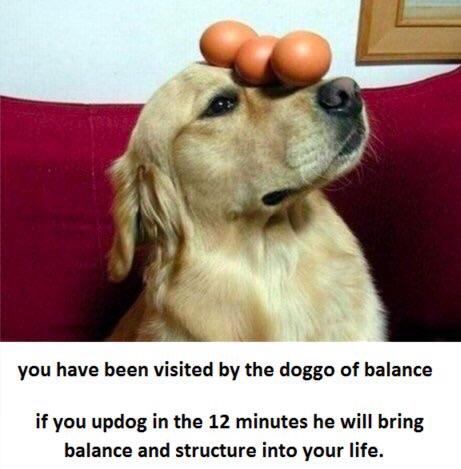 you have been visited by the doggo of balance
if you updog in the 12 minutes he will bring
balance and structure into your life.